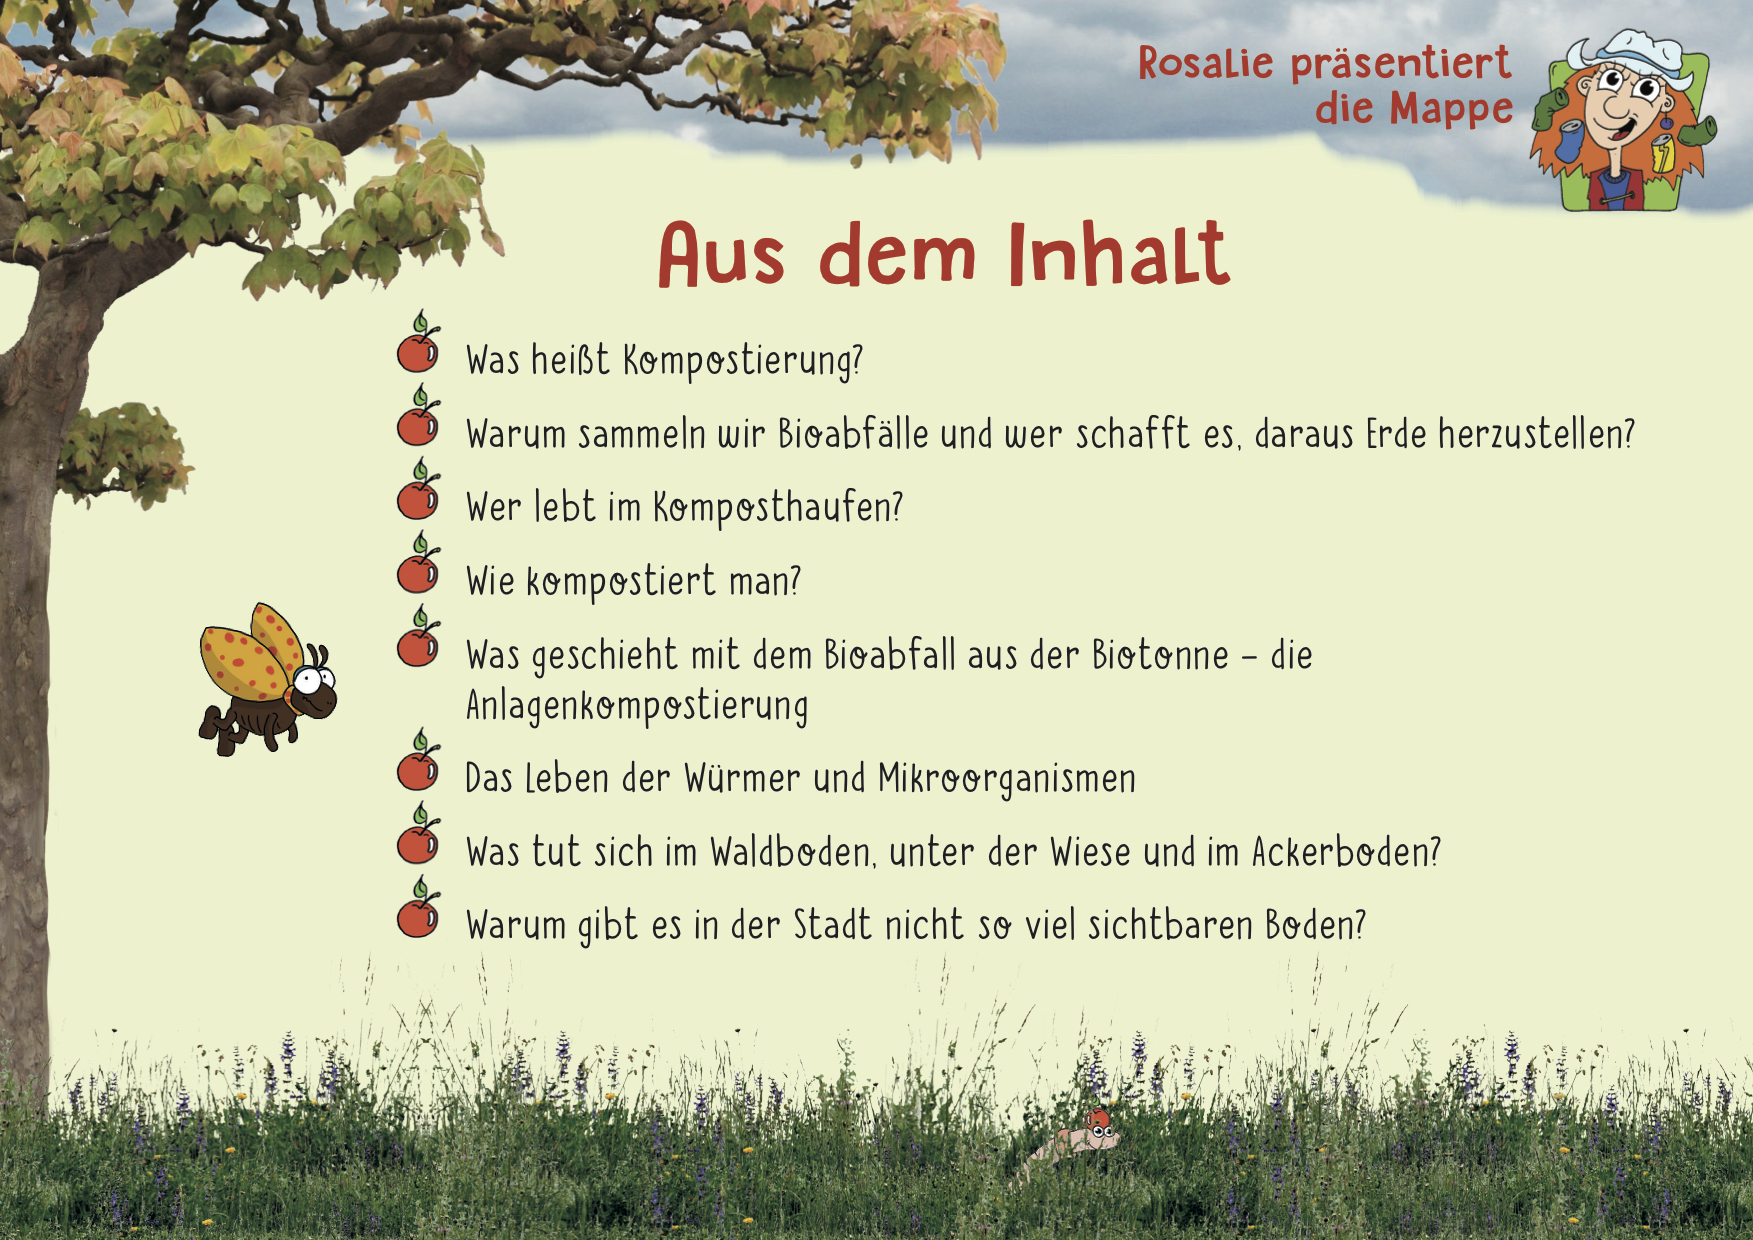 Rosalie präsentiert
die Mappe
Aus dem Inhalt
Was heißt Kompostierung?
Warum sammeln wir Bioabfälle und wer schafft es, daraus Erde herzustellen?
Wer lebt im Komposthaufen?
Wie kompostiert man?
Was geschieht mit dem Bioabfall aus der Biotonne – die
Anlagenkompostierung
Das Leben der Würmer und Mikroorganismen
Was tut sich im Waldboden, unter der Wiese und im Ackerboden?
Warum gibt es in der Stadt nicht so viel sichtbaren Boden?